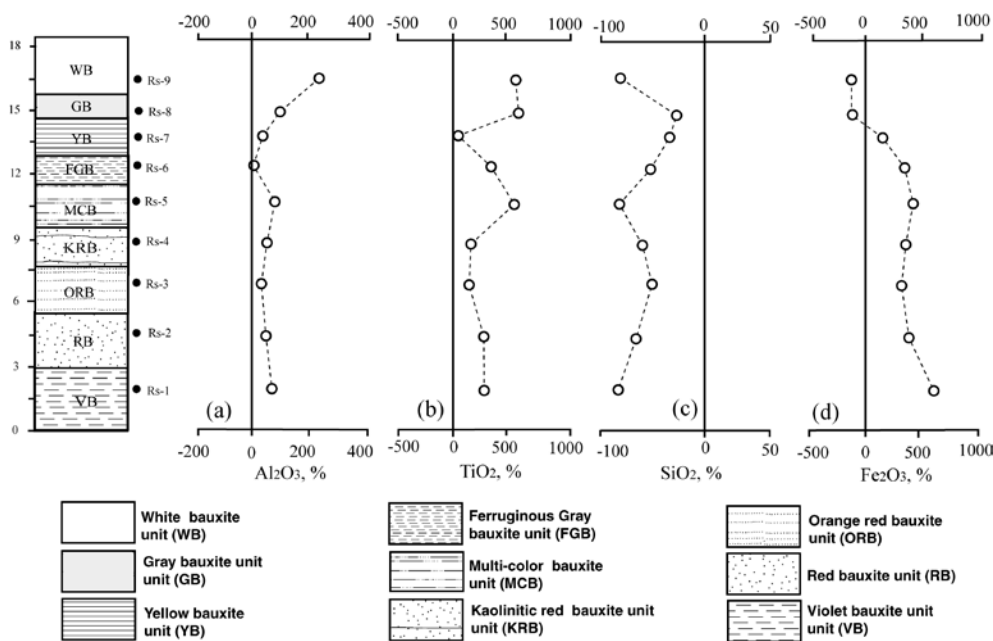 -200 0 200 400 -500 0 500 1000 -100 0 50 -500 0 500 1000
18
WB Rs-9
15 GB Rs-8
YB Rs-7
12 FGB Rs-6
MCB Rs-5
9 KRB Rs-4
ORB Rs-3
6
RB Rs-2
3
VB Rs-1
0
(a) (b) (c) (d)
-200 0 200 400 -500 0 500 1000 -100 0 50 -500 0 500 1000
Al2O3, % TiO2, % SiO2, % Fe2O3, %
White bauxite
unit (WB)
Gray bauxite unit
unit (GB)
Yellow bauxite
unit (YB)
Ferruginous Gray
bauxite unit (FGB)
Multi-color bauxite
unit (MCB)
Kaolinitic red bauxite unit
unit (KRB)
Orange red bauxite
unit (ORB)
Red bauxite unit (RB)
Violet bauxite unit
unit (VB)